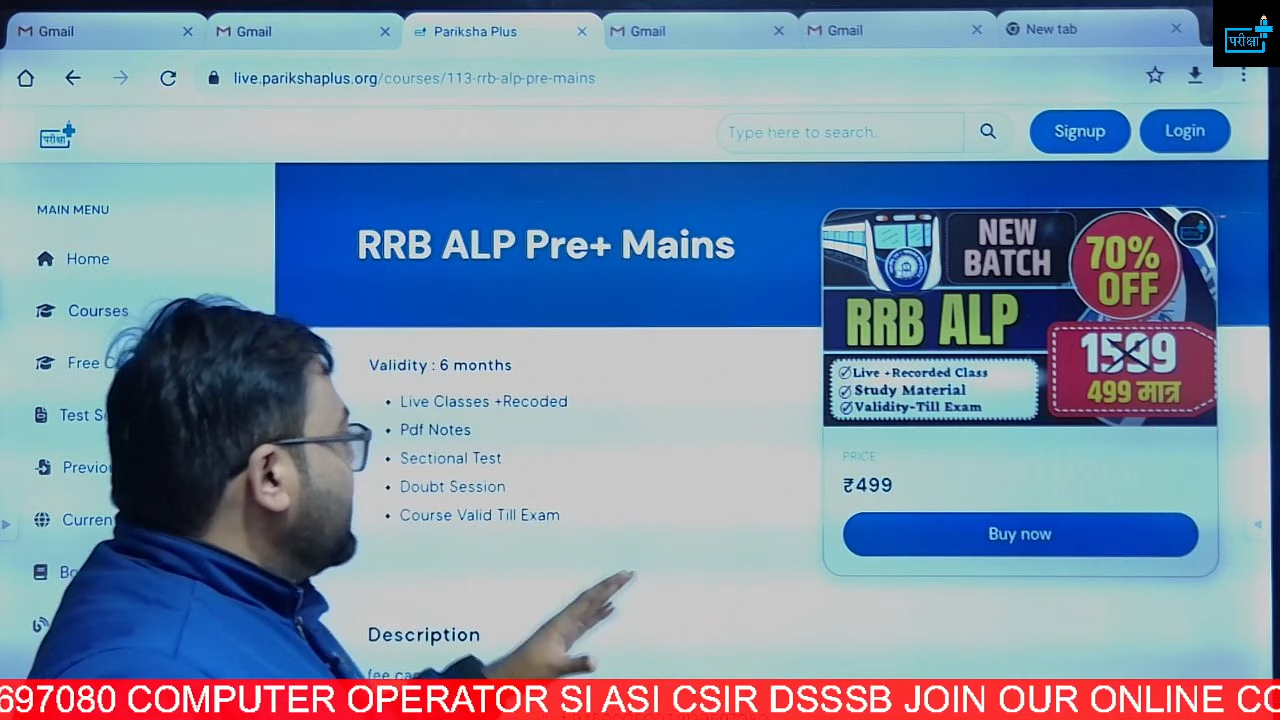 Gmail
Gmail
Pariksha Plus
Gmail
Gmail
New tab
परीक्षा
live.parikshaplus.org/courses/113-rrb-alp-pre-mains
परीक्षा
Type here to search..
Signup
Login
MAIN MENU
Home
Courses
Free
Test
RRB ALP Pre+ Mains
NEW
BATCH
70%
OFF
RRB ALP
1599
499 मात्र
Live +Recorded Class
Study Material
Validity-Till Exam
Validity : 6 months
Live Classes +Recoded
Pdf Notes
Sectional Test
Doubt Session
Course Valid Till Exam
PRICE
₹499
Buy now
Description
fee
697080 COMPUTER OPERATOR SI ASI CSIR DSSSB JOIN OUR ONLINE CO